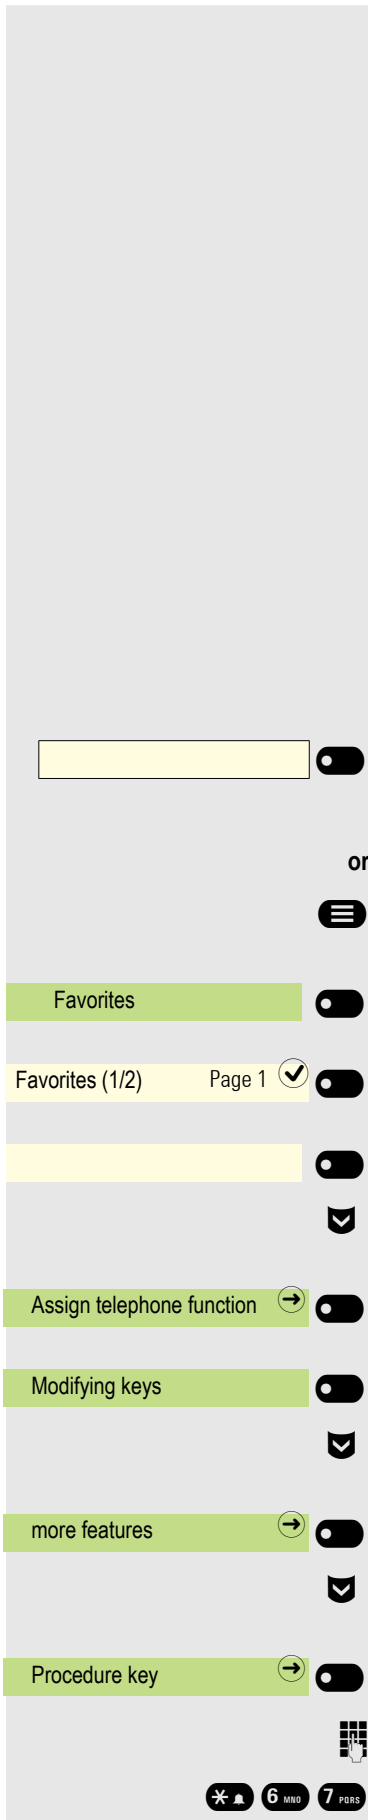 or
Favorites
Favorites (1/2) Page 1
Assign telephone function
Modifying keys
more features
Procedure key
6 MNO 7 PQRS